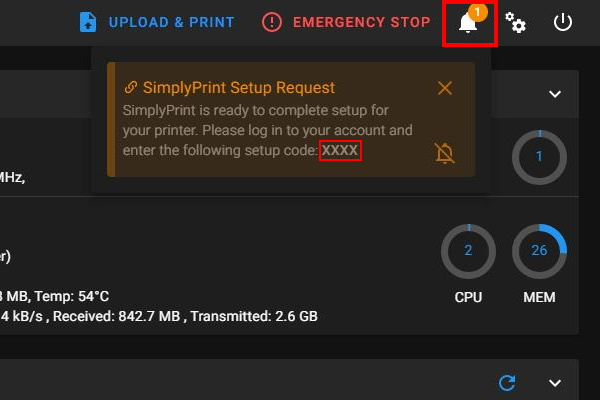 UPLOAD & PRINT
EMERGENCY STOP
1
SimplyPrint Setup Request
SimplyPrint is ready to complete setup for
your printer. Please log in to your account and
enter the following setup code: XXXX
1
MHz,
2
26
er)
MB, Temp: 54°C
CPU
MEM
4 kB/s , Received: 842.7 MB , Transmitted: 2.6 GB